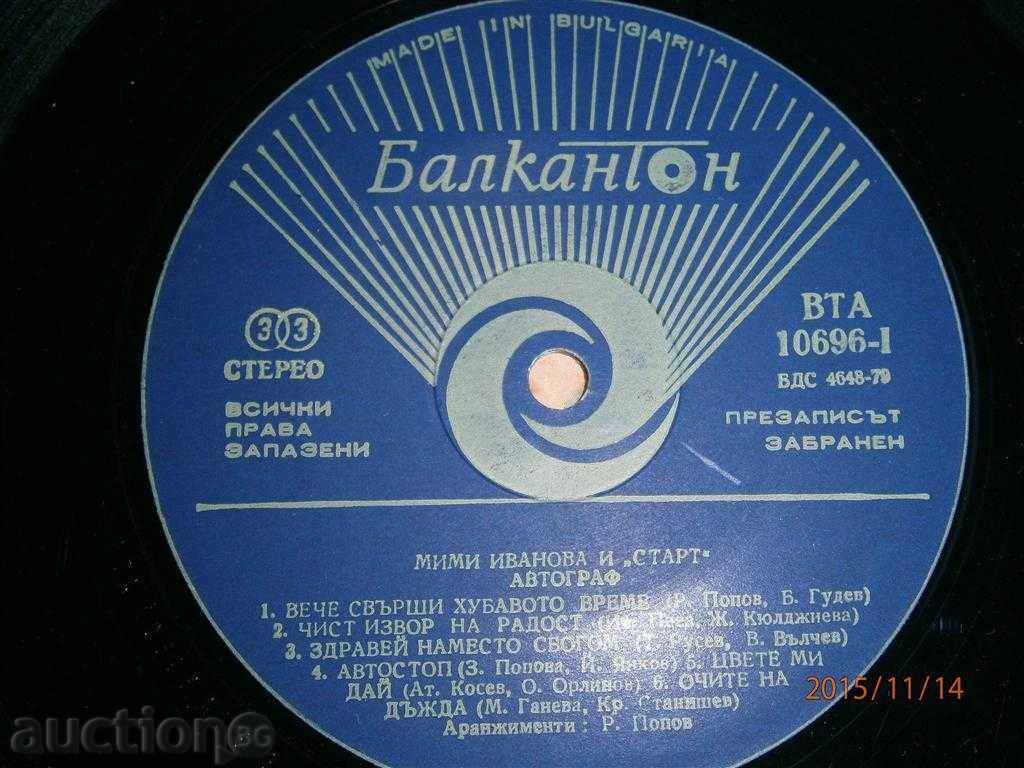 MADE IN BULGARIA
Балкантон
33
СТЕРЕО
ВСИЧКИ
ПРАВА
ЗАПАЗЕНИ
ВТА
10696-I
БДС 4648-79
ПРЕЗАПИСЪТ
ЗАБРАНЕН
МИМИ ИВАНОВА И „СТАРТ“
АВТОГРАФ
1. ВЕЧЕ СВЪРШИ ХУБАВОТО ВРЕМЕ (Р. Попов, Б. Гудев)
2. ЧИСТ ИЗВОР НА РАДОСТ Ж. Кюлджиева)
3. ЗДРАВЕЙ НАМЕСТО СБОГОМ (Т. Русев, В. Вълчев)
4. АВТОСТОП (З. Попова, Й. Янков) 5. ЦВЕТЕ МИ
ДАЙ (Ат. Косев, О. Орлинов) 6. ОЧИТЕ НА
ДЪЖДА (М. Ганева, Кр. Станишев)
Аранжименти : Р. Попов
2015/11/14
auction BG